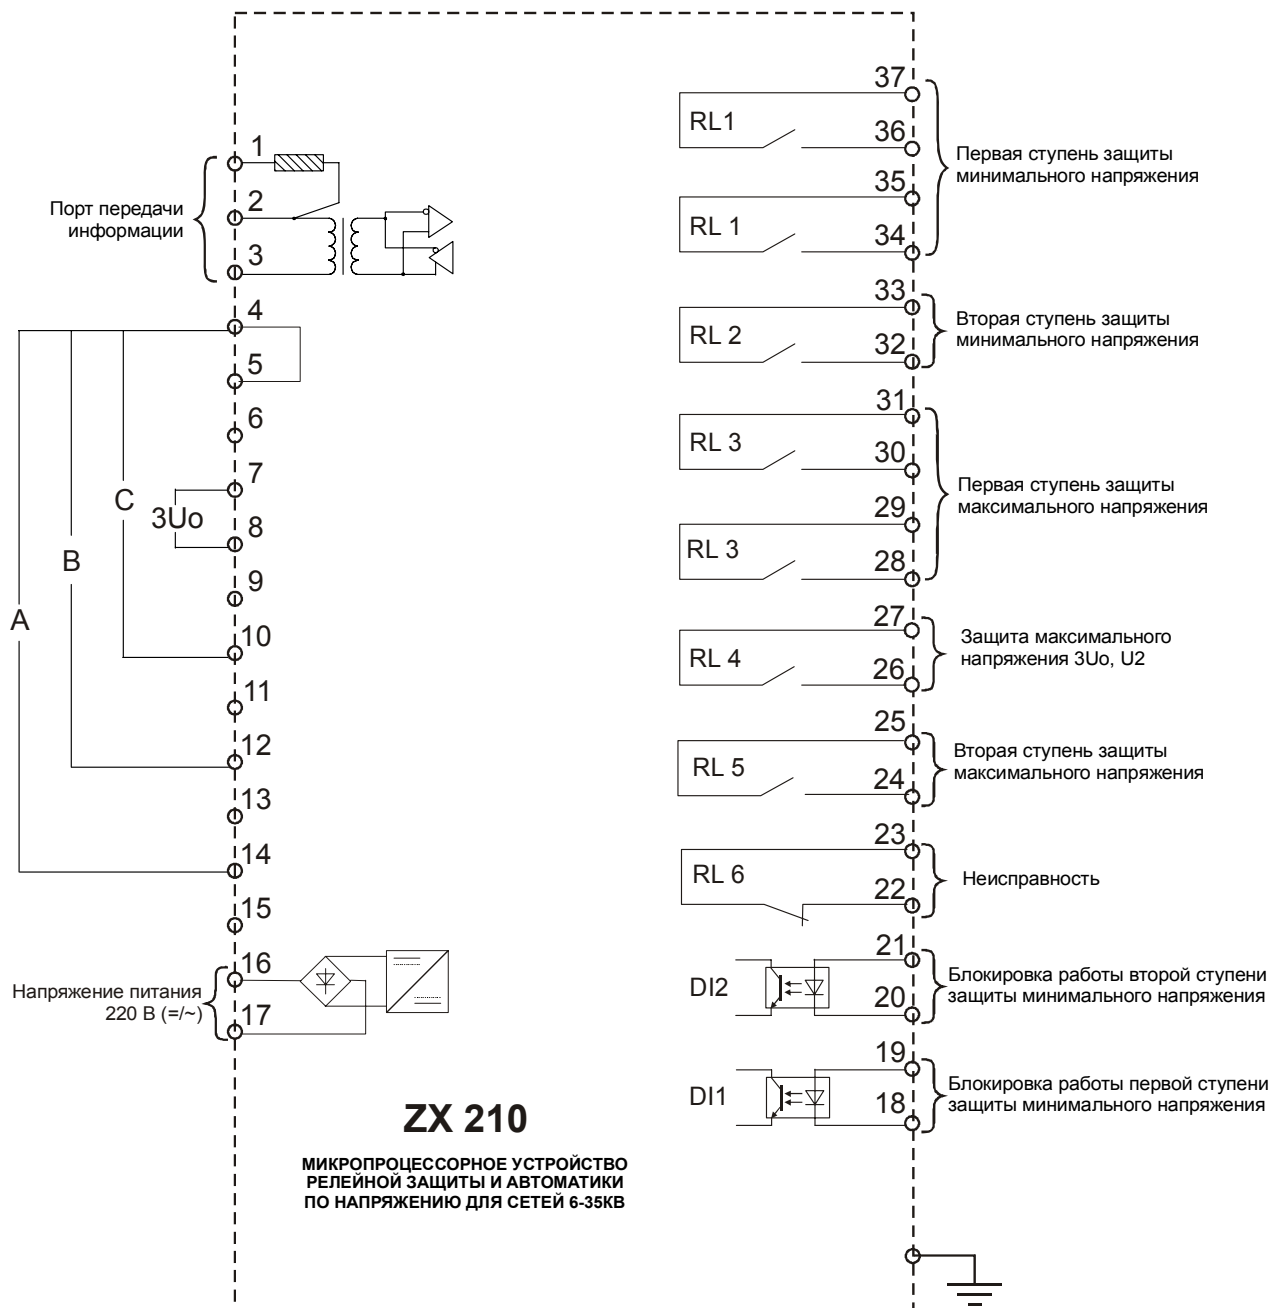 1
Порт передачи
информации
2
3
4
5
6
7
3Uo
8
9
10
11
12
13
14
15
A
B
C
Напряжение питания
220 В (=/~)
16
17
37
RL1
36
35
RL 1
34
Первая ступень защиты
минимального напряжения
33
RL 2
32
Вторая ступень защиты
минимального напряжения
31
RL 3
30
29
RL 3
28
Первая ступень защиты
максимального напряжения
27
RL 4
26
Защита максимального
напряжения 3Uo, U2
25
RL 5
24
Вторая ступень защиты
максимального напряжения
23
RL 6
22
Неисправность
21
DI2
20
Блокировка работы второй ступени
защиты минимального напряжения
19
DI1
18
Блокировка работы первой ступени
защиты минимального напряжения
ZX 210
МИКРОПРОЦЕССОРНОЕ УСТРОЙСТВО
РЕЛЕЙНОЙ ЗАЩИТЫ И АВТОМАТИКИ
ПО НАПРЯЖЕНИЮ ДЛЯ СЕТЕЙ 6-35КВ